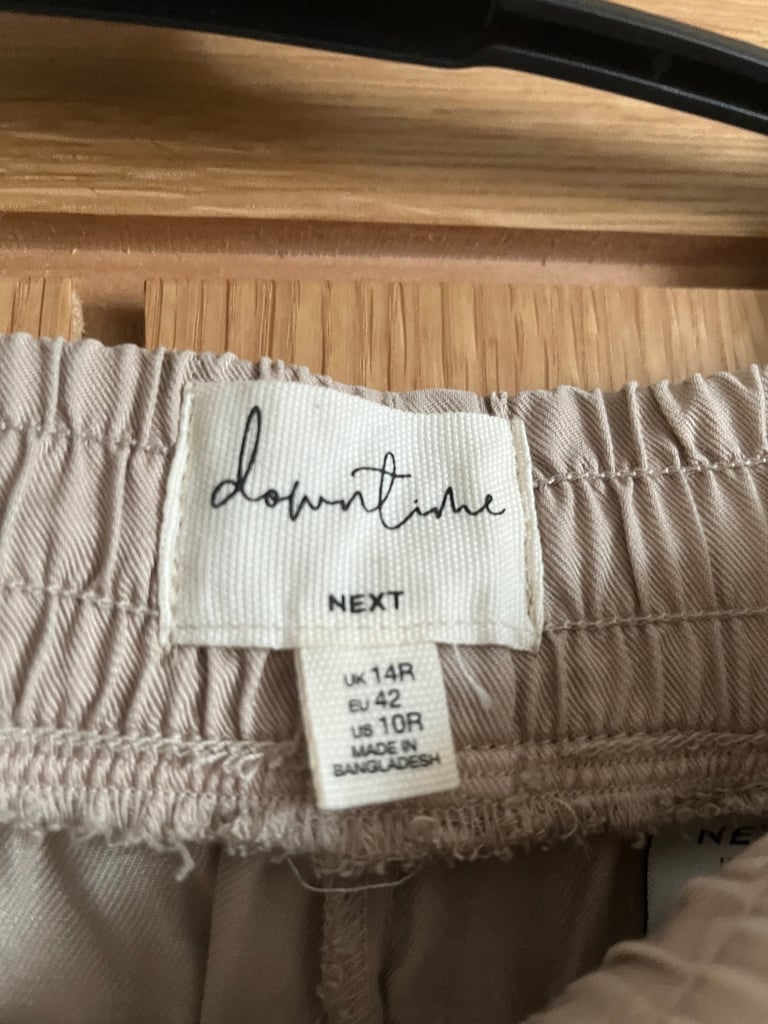 downtime
NEXT
UK 14R
EU 42
US 10R
MADE IN
BANGLADESH